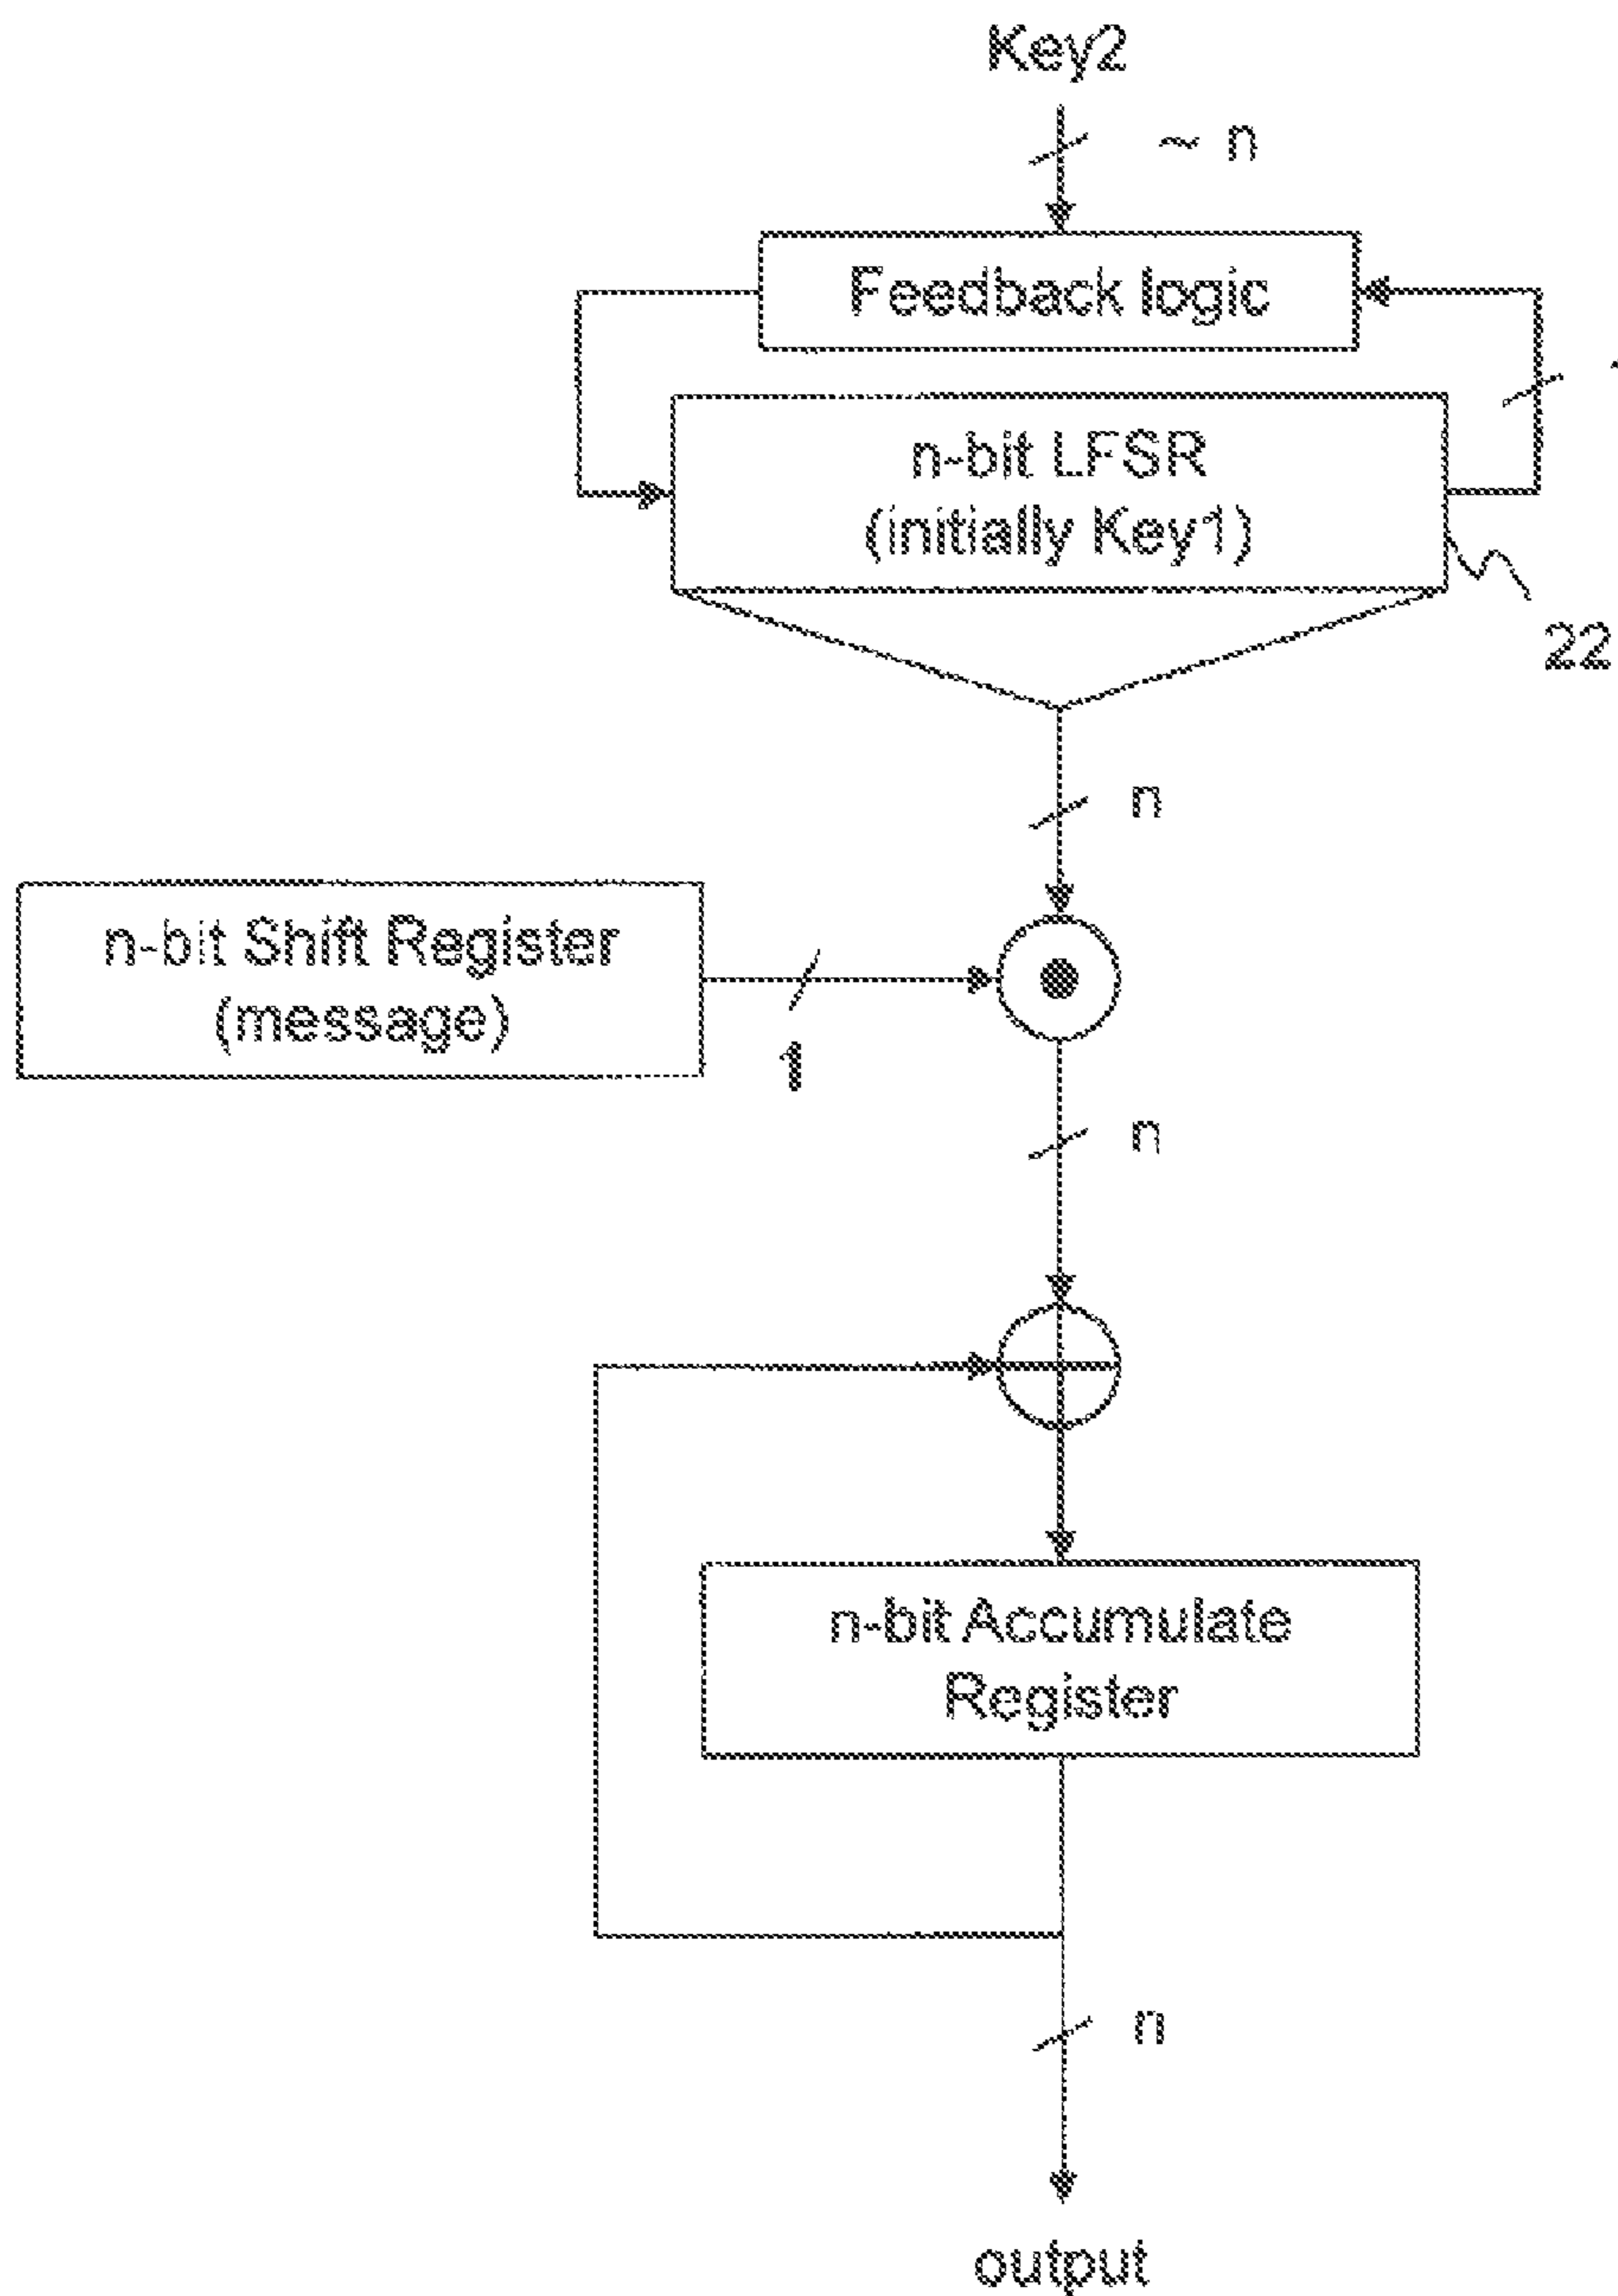 Key2
~ n
Feedback logic
n-bit LFSR
(initially Key1)
22
n
n-bit Shift Register
(message)
1
n
n-bit Accumulate
Register
n
output